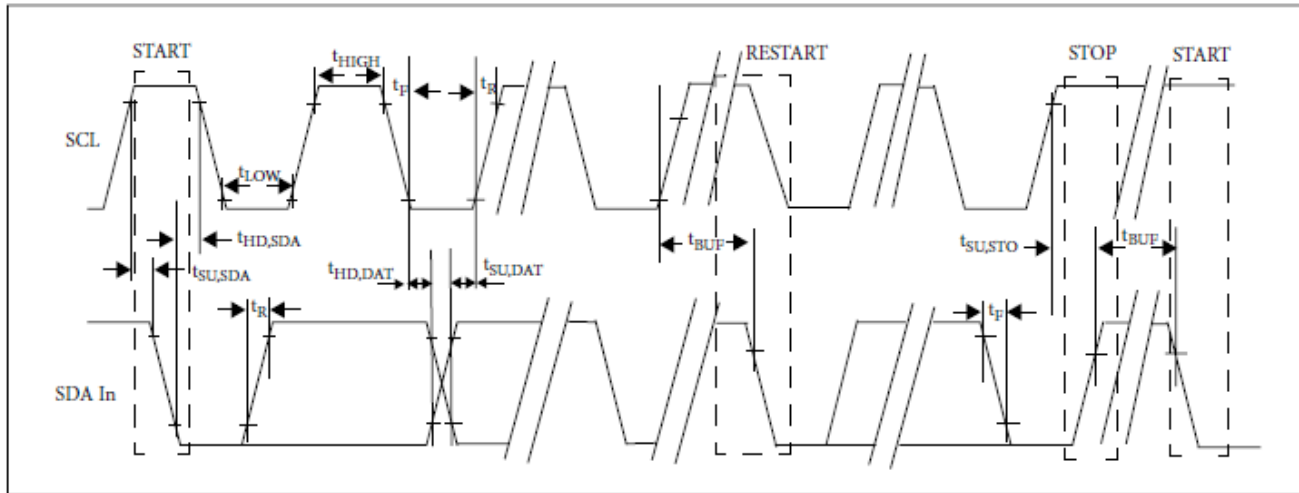 START
RESTART
STOP
START
tHIGH
tF
tR
SCL
tLOW
tHD,SDA
tBUF
tSU,STO
tBUF
tSU,SDA
tHD,DAT
tSU,DAT
tR
tF
SDA In